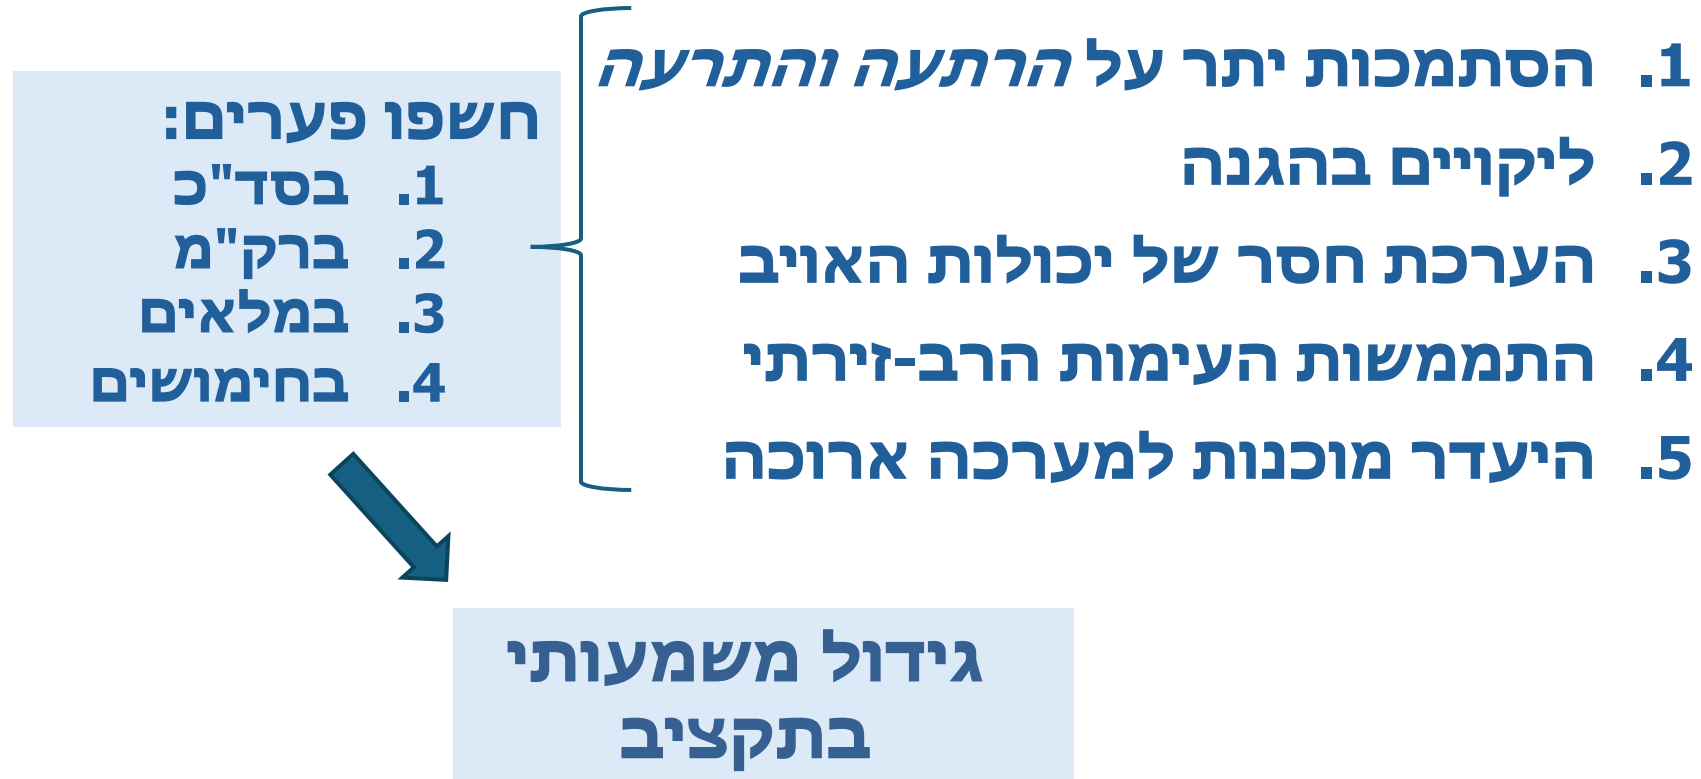 1. הסתמכות יתר על הרתעה והתרעה
2. ליקויים בהגנה
3. הערכת חסר של יכולות האויב
4. התממשות העימות הרב-זירתי
5. היעדר מוכנות למערכה ארוכה
חשפו פערים:
1. בסד"כ
2. ברק"מ
3. במלאים
4. בחימושים
גידול משמעותי
בתקציב